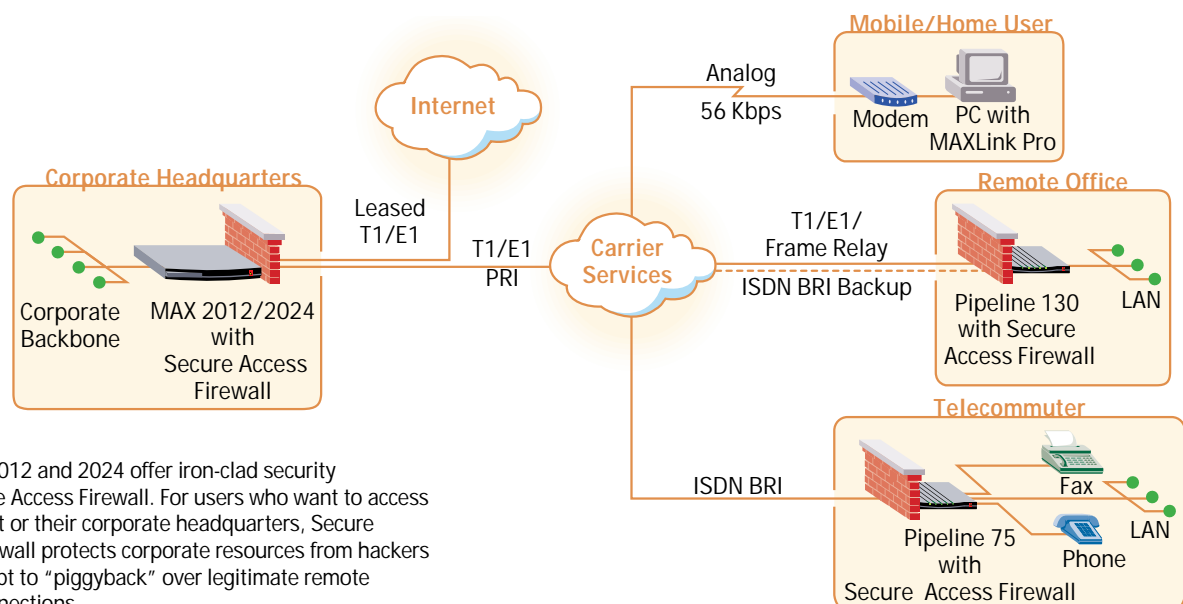 Mobile/Home User
Analog
56 Kbps
Modem
PC with
MAXLink Pro
Internet
Corporate Headquarters
Leased
T1/E1
T1/E1
PRI
Carrier
Services
Corporate
Backbone
MAX 2012/2024
with
Secure Access
Firewall
Remote Office
T1/E1/
Frame Relay
ISDN BRI Backup
Pipeline 130
with Secure
Access Firewall
LAN
Telecommuter
ISDN BRI
Fax
LAN
Phone
Pipeline 75
with
Secure Access Firewall
012 and 2024 offer iron-clad security
e Access Firewall. For users who want to access
t or their corporate headquarters, Secure
wall protects corporate resources from hackers
pt to "piggyback" over legitimate remote
nections